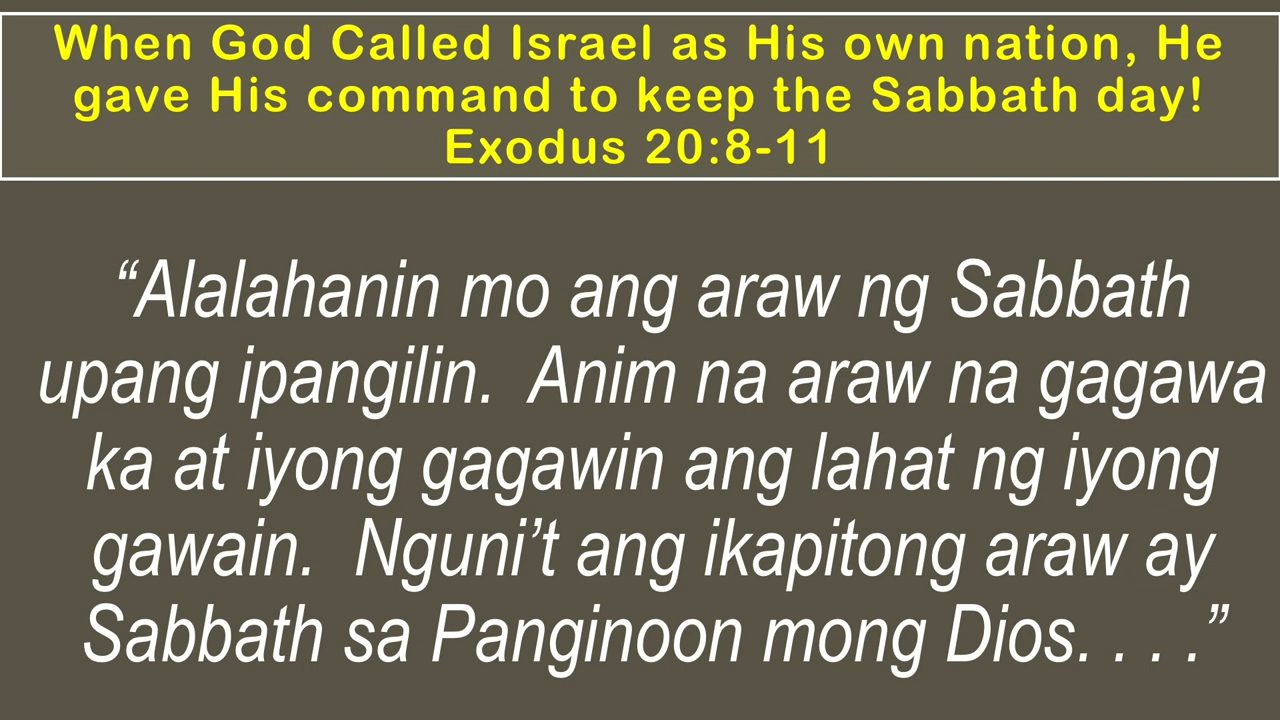 When God Called Israel as His own nation, He
gave His command to keep the Sabbath day!
Exodus 20:8-11
“Alalahanin mo ang araw ng Sabbath
upang ipangilin.  Anim na araw na gagawa
ka at iyong gagawin ang lahat ng iyong
gawain.  Nguni’t ang ikapitong araw ay
Sabbath sa Panginoon mong Dios. . . .”